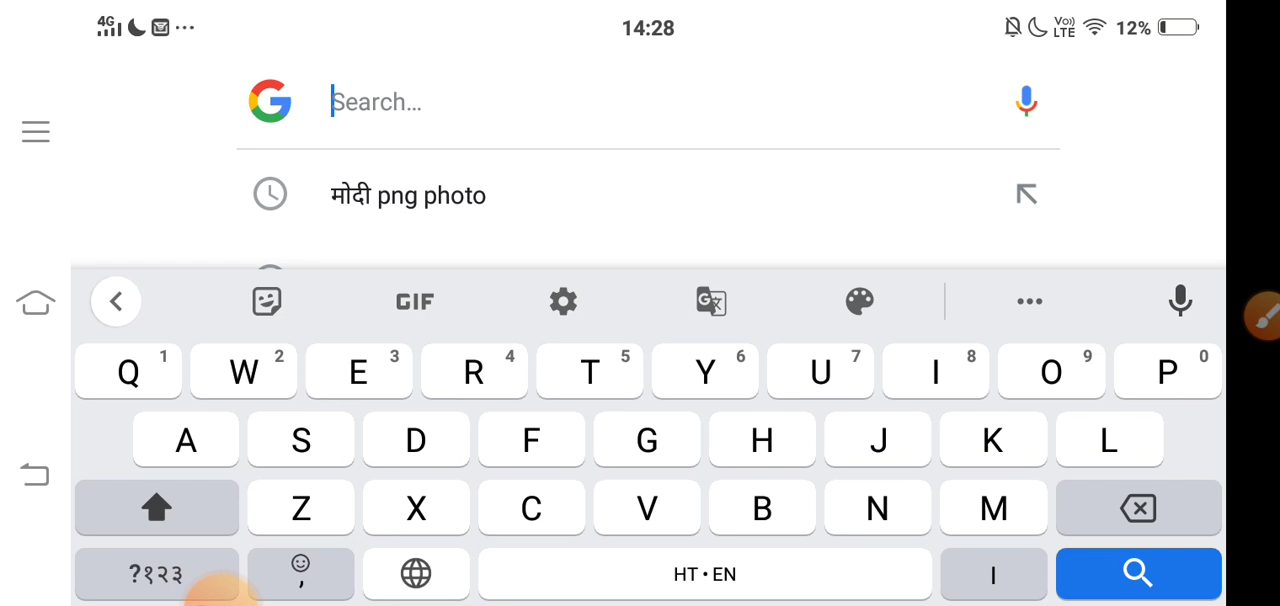 4G 14:28 Vo) LTE 12%
Search...
मोदी png photo
GIF
Q 1 W 2 E 3 R 4 T 5 Y 6 U 7 I 8 O 9 P 0
A S D F G H J K L
Z X C V B N M
?१२३ , HT • EN ।